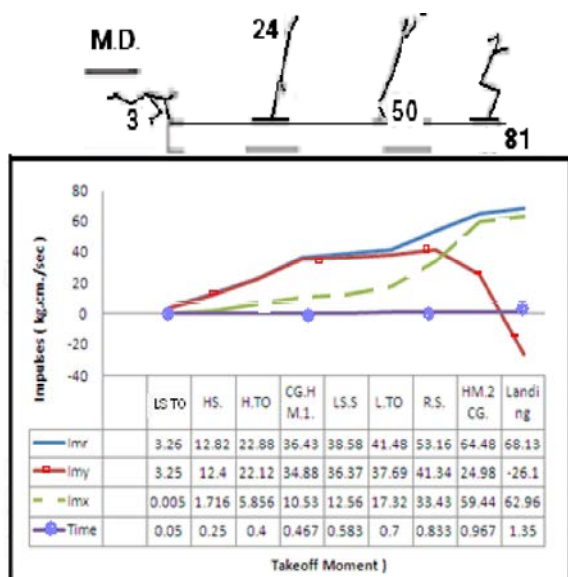 M.D.
24
3
50
81
80
60
40
20
0
-20
-40
Impulses ( kg.cm./sec )
LS TO HS. H.TO CG.H M.1. LS.S L.TO R.S. HM.2 CG. Landi ng
Imr 3.26 12.82 22.88 36.43 38.58 41.48 53.16 64.48 68.13
Imy 3.25 12.4 22.12 34.88 36.37 37.69 41.34 24.98 -26.1
Imx 0.005 1.716 5.856 10.53 12.56 17.32 33.43 59.44 62.96
Time 0.05 0.25 0.4 0.467 0.583 0.7 0.833 0.967 1.35
Takeoff Moment )